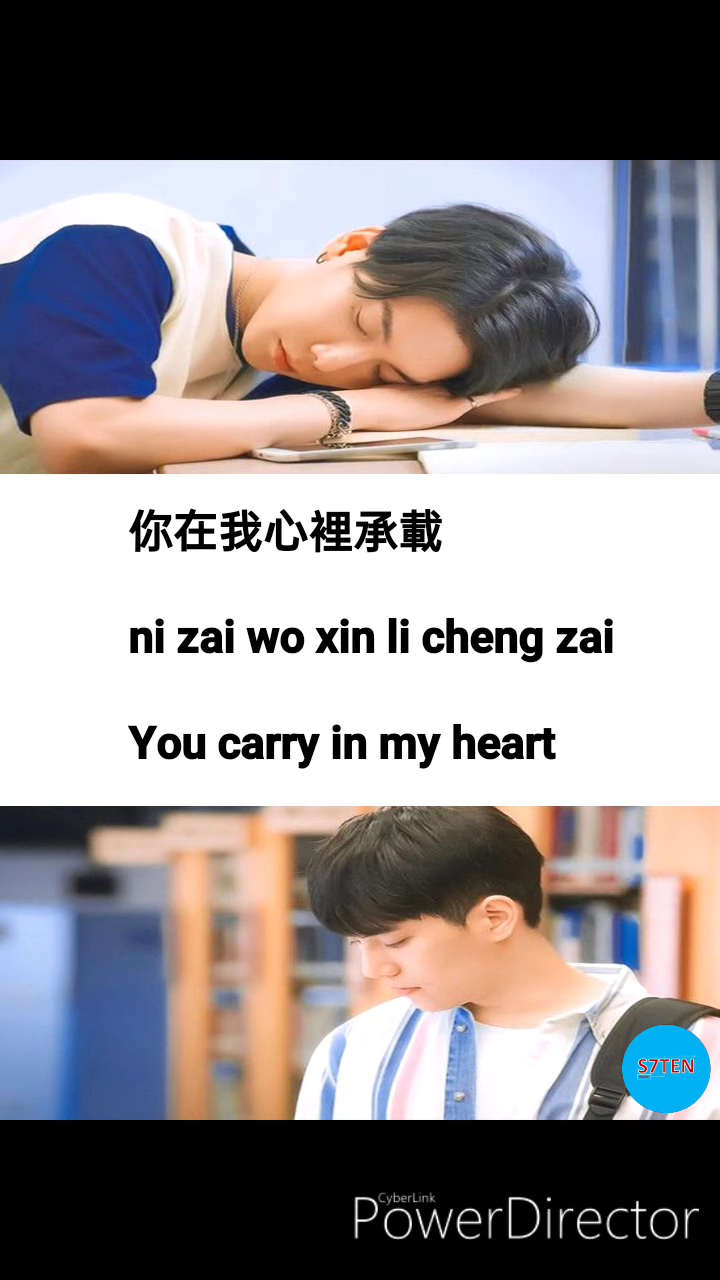 你在我心裡承載
ni zai wo xin li cheng zai
You carry in my heart
S7TEN
CyberLink
PowerDirector